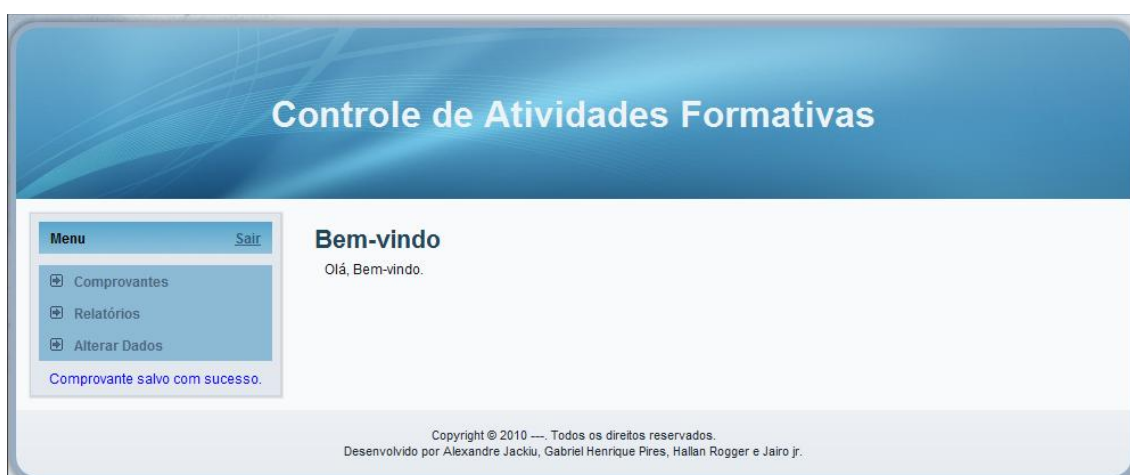 Controle de Atividades Formativas
Menu Sair
Comprovantes
Relatórios
Alterar Dados
Comprovante salvo com sucesso.
Bem-vindo
Olá, Bem-vindo.
Copyright © 2010 ---. Todos os direitos reservados.
Desenvolvido por Alexandre Jackiu, Gabriel Henrique Pires, Hallan Rogger e Jairo jr.